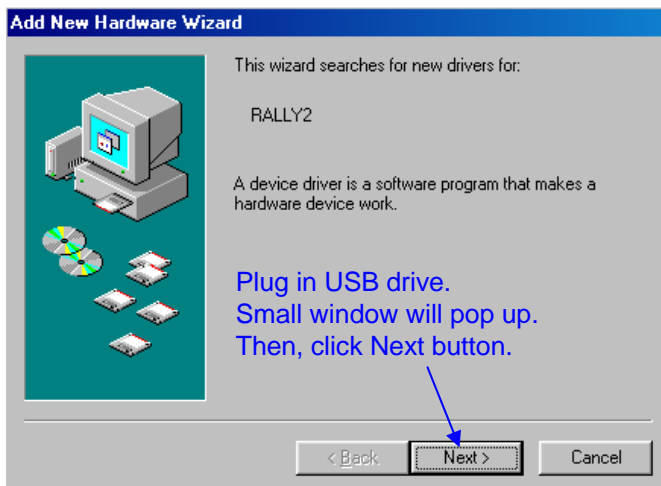 Add New Hardware Wizard
This wizard searches for new drivers for:
RALLY2
A device driver is a software program that makes a
hardware device work.
Plug in USB drive.
Small window will pop up.
Then, click Next button.
< Back Next > Cancel